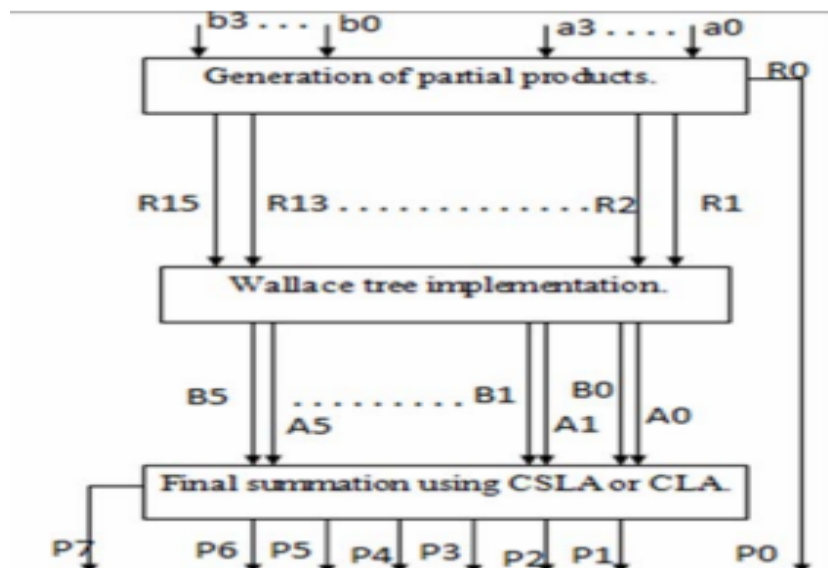 b3 . . . b0 a3 . . . . a0
Generation of partial products.
R0
R15 R13 . . . . . . . . . . . . . R2 R1
Wallace tree implementation.
B5 . . . . . . . . . B1 B0
A5 A1 A0
Final summation using CSLA or CLA.
P7 P6 P5 P4 P3 P2 P1 P0